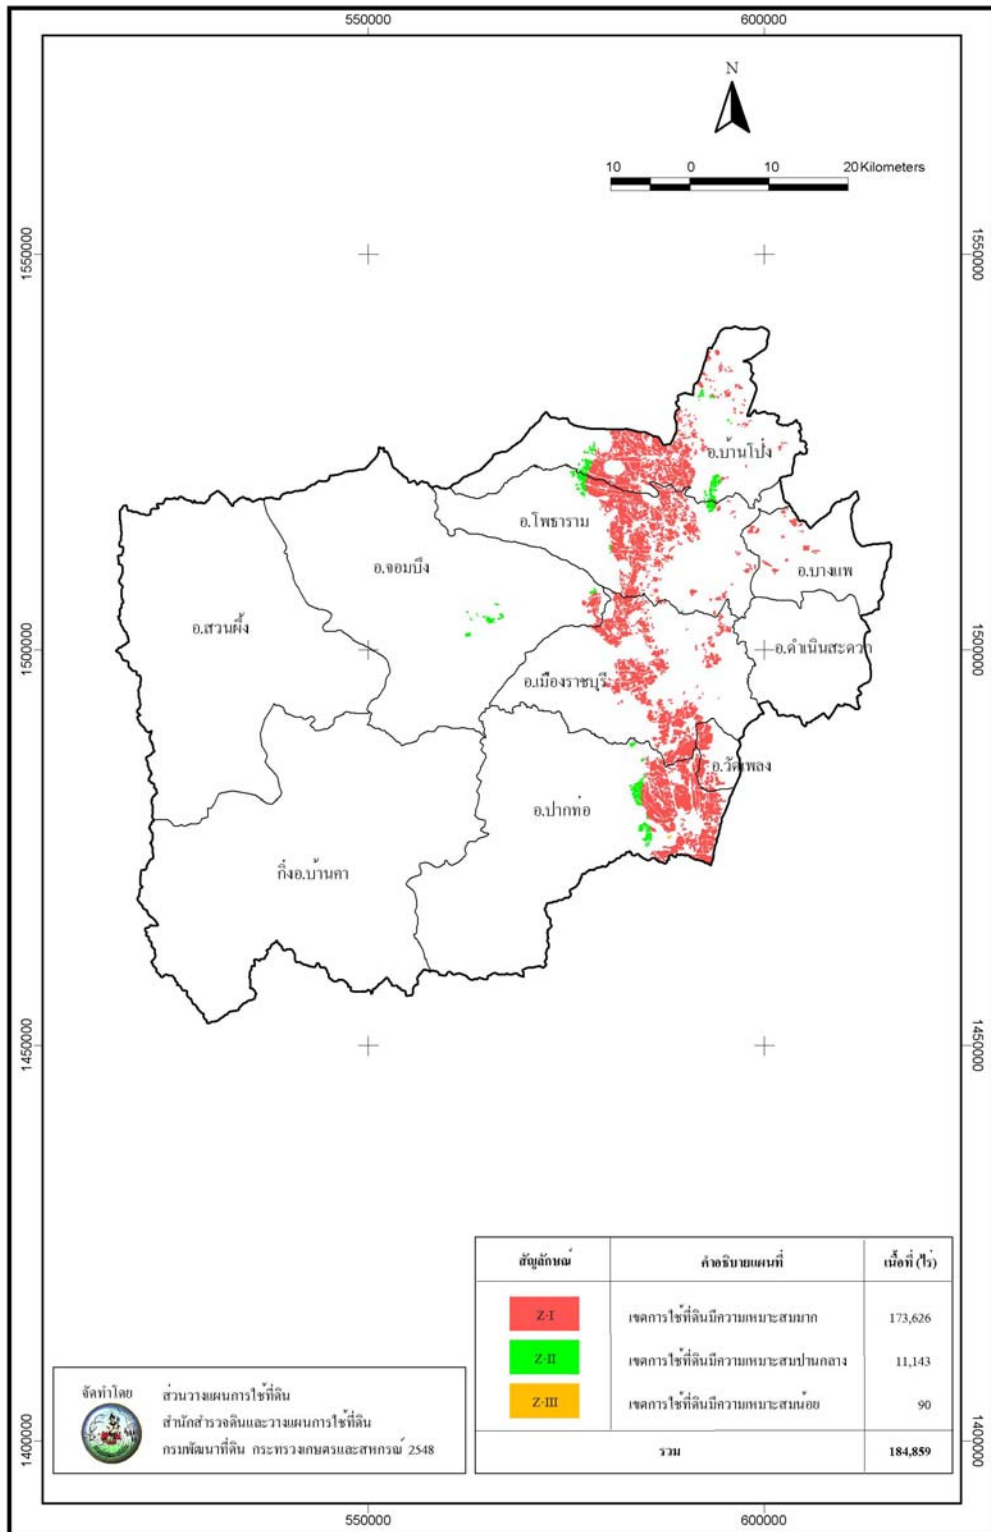 550000
600000
N
10 0 10 20 Kilometers
1550000
1550000
อ.บ้านโป่ง
อ.โพธาราม
อ.จอมบึง
อ.บางแพ
อ.สวนผึ้ง
1500000
อ.ดำเนินสะดวก
1500000
อ.เมืองราชบุรี
อ.วัดเพลง
อ.ปากท่อ
กิ่งอ.บ้านคา
1450000
1450000
สัญลักษณ์ คำอธิบายแผนที่ เนื้อที่ (ไร่)
Z-I เขตการใช้ที่ดินมีความเหมาะสมมาก 173,626
Z-II เขตการใช้ที่ดินมีความเหมาะสมปานกลาง 11,143
Z-III เขตการใช้ที่ดินมีความเหมาะสมน้อย 90
รวม 184,859
จัดทำโดย ส่วนวางแผนการใช้ที่ดิน
สำนักสำรวจดินและวางแผนการใช้ที่ดิน
กรมพัฒนาที่ดิน กระทรวงเกษตรและสหกรณ์ 2548
1400000
1400000
550000
600000